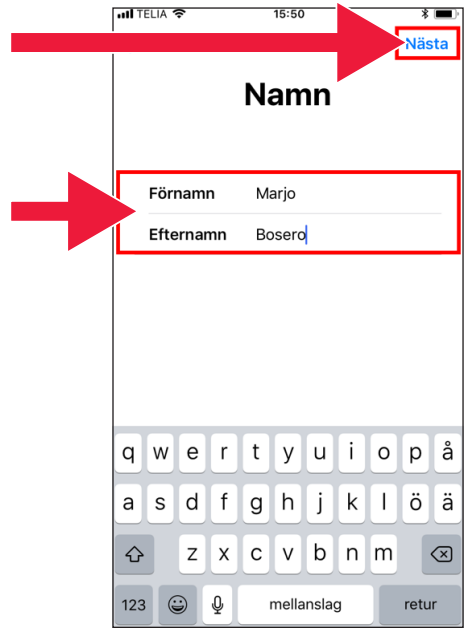 TELIA 15:50
Nästa
Namn
Förnamn Marjo
Efternamn Bosero
q w e r t y u i o p å
a s d f g h j k l ö ä
z x c v b n m
123 mellanslag retur